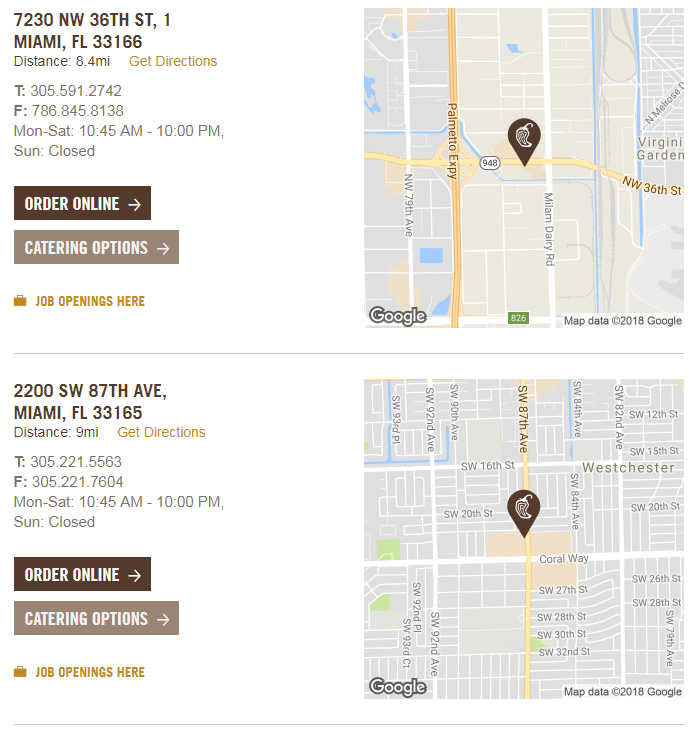 7230 NW 36TH ST, 1
MIAMI, FL 33166
Distance: 8.4mi Get Directions
T: 305.591.2742
F: 786.845.8138
Mon-Sat: 10:45 AM - 10:00 PM,
Sun: Closed
ORDER ONLINE →
CATERING OPTIONS →
JOB OPENINGS HERE
Palmetto Expy
N Melrose D
Virgini
Garden
948
NW 36th St
NW 79th Ave
Milam Dairy Rd
826
Google
Map data ©2018 Google
2200 SW 87TH AVE,
MIAMI, FL 33165
Distance: 9mi Get Directions
T: 305.221.5563
F: 305.221.7604
Mon-Sat: 10:45 AM - 10:00 PM,
Sun: Closed
ORDER ONLINE →
CATERING OPTIONS →
JOB OPENINGS HERE
SW 93rd Pl
SW 92nd Ave
SW 90th Ave
SW 87th Ave
SW 84th Ave
SW 82nd Ave
SW 12th St
SW 15th St
SW 16th St
Westchester
SW 84th Ave
SW 20th St
SW 20th St
Coral Way
SW 26th St
SW 27th St
SW 28th St
SW 28th St
SW 30th St
SW 32nd St
SW 92nd Pl
SW 93rd Ct
SW 92nd Ave
SW 79th Ave
Google
Map data ©2018 Google